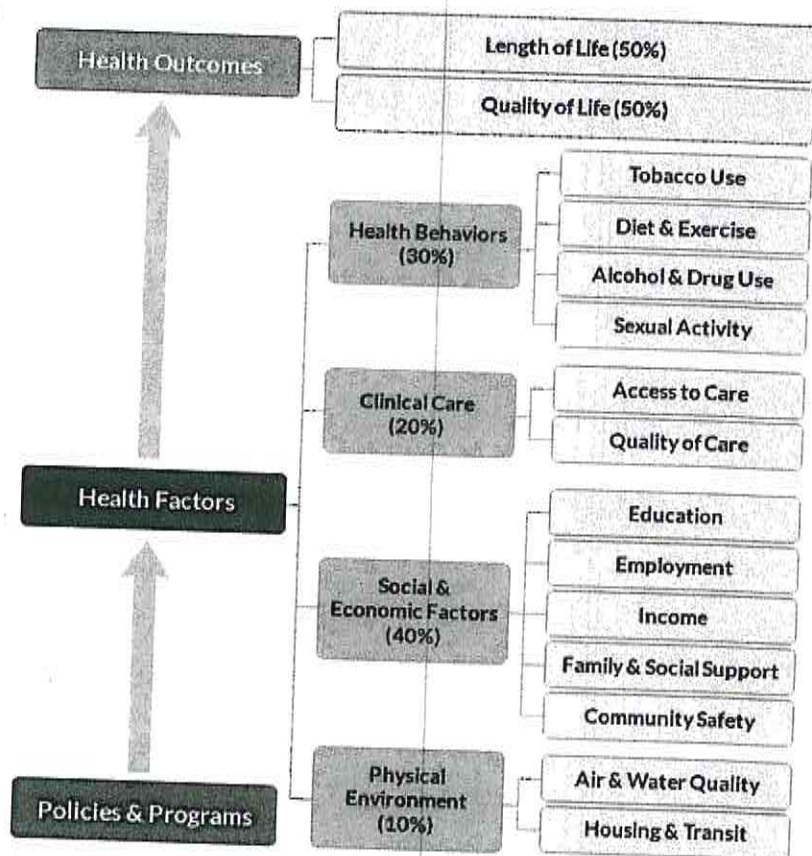 Health Outcomes
Length of Life (50%)
Quality of Life (50%)
Health Behaviors
(30%)
Tobacco Use
Diet & Exercise
Alcohol & Drug Use
Sexual Activity
Clinical Care
(20%)
Access to Care
Quality of Care
Health Factors
Social &
Economic Factors
(40%)
Education
Employment
Income
Family & Social Support
Community Safety
Physical
Environment
(10%)
Air & Water Quality
Housing & Transit
Policies & Programs